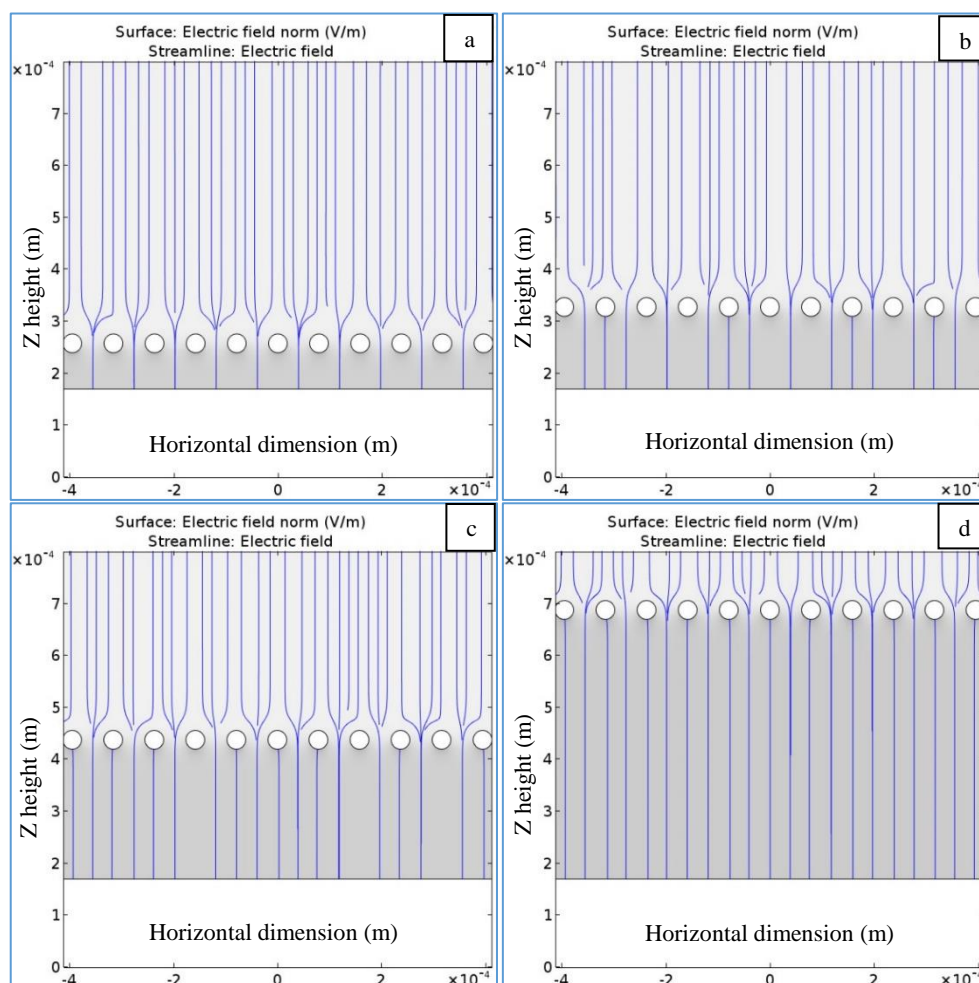 Surface: Electric field norm (V/m)
Streamline: Electric field
a
×10⁻⁴
7
6
5
4
3
2
1
0
Z height (m)
Horizontal dimension (m)
-4 -2 0 2 ×10⁻⁴
Surface: Electric field norm (V/m)
Streamline: Electric field
b
×10⁻⁴
7
6
5
4
3
2
1
0
Z height (m)
Horizontal dimension (m)
-4 -2 0 2 ×10⁻⁴
Surface: Electric field norm (V/m)
Streamline: Electric field
c
×10⁻⁴
7
6
5
4
3
2
1
0
Z height (m)
Horizontal dimension (m)
-4 -2 0 2 ×10⁻⁴
Surface: Electric field norm (V/m)
Streamline: Electric field
d
×10⁻⁴
7
6
5
4
3
2
1
0
Z height (m)
Horizontal dimension (m)
-4 -2 0 2 ×10⁻⁴